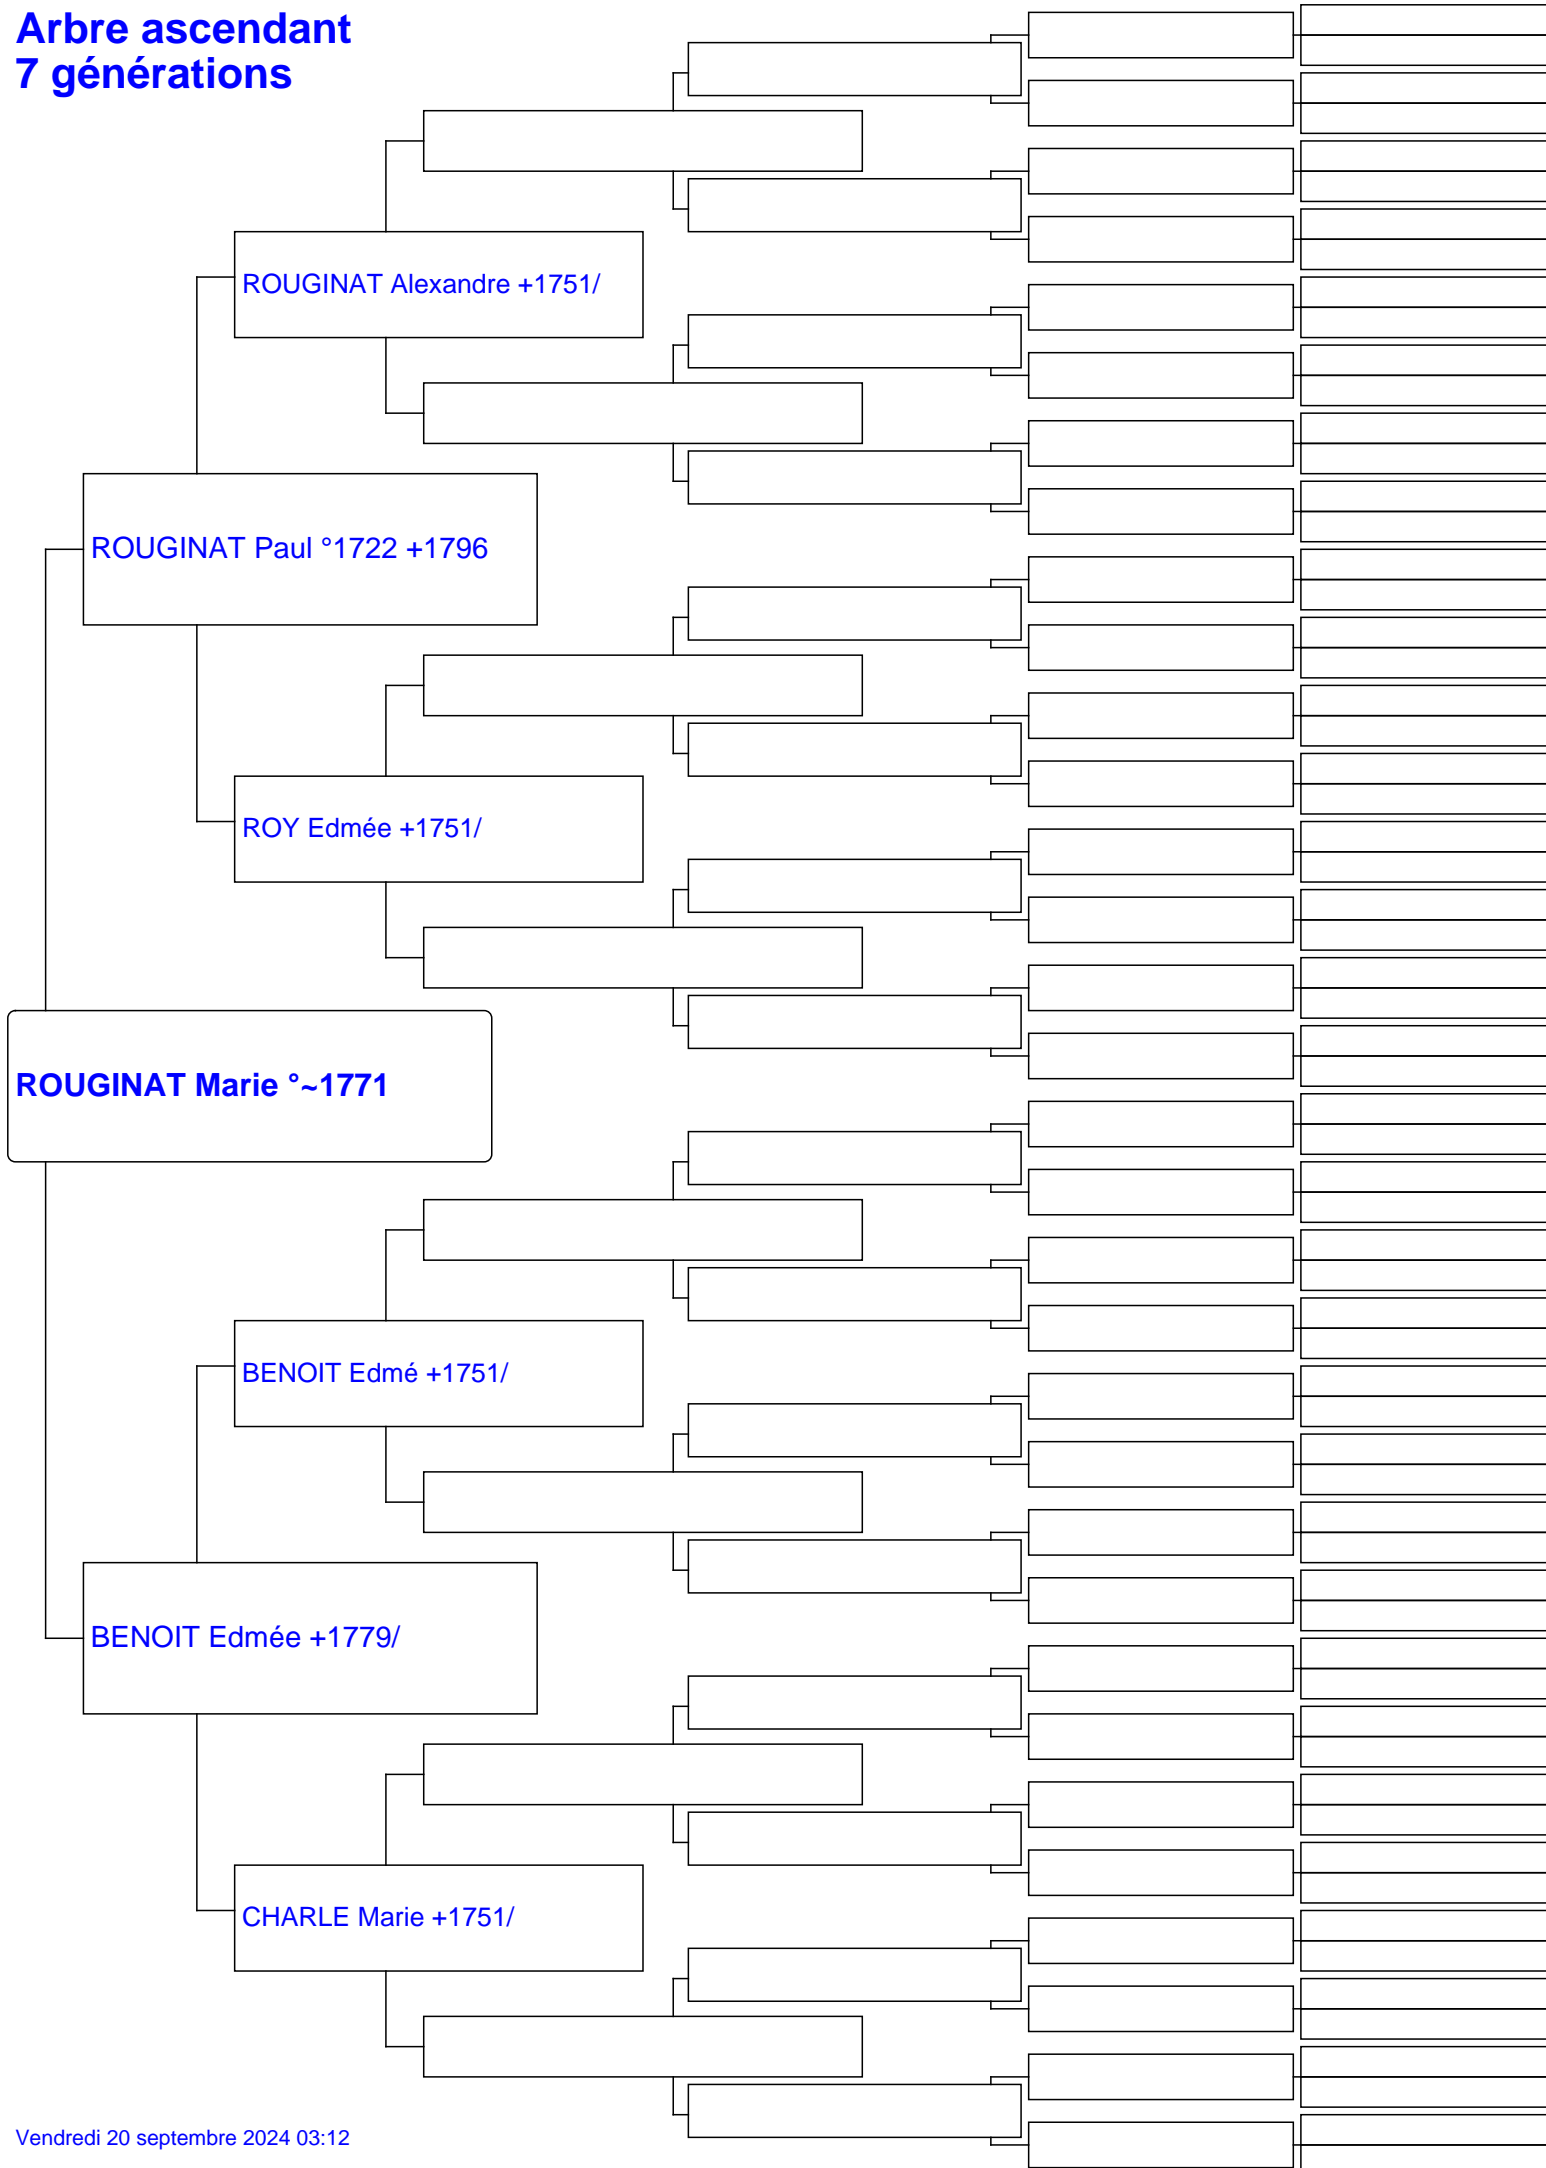 Arbre ascendant
7 générations
ROUGINAT Alexandre +1751/
ROUGINAT Paul °1722 +1796
ROY Edmée +1751/
ROUGINAT Marie °~1771
BENOIT Edmé +1751/
BENOIT Edmée +1779/
CHARLE Marie +1751/
Vendredi 20 septembre 2024 03:12